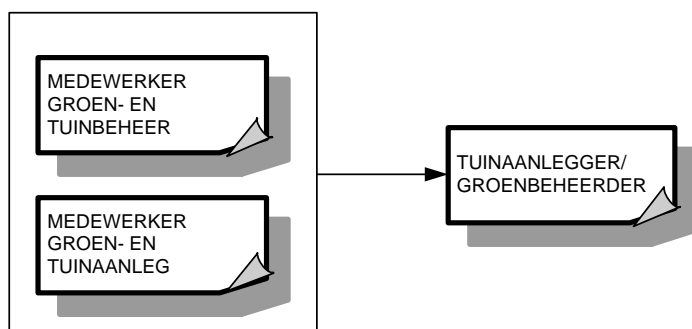 MEDEWERKER
GROEN- EN
TUINBEHEER
MEDEWERKER
GROEN- EN
TUINAANLEG
TUINAANLEGGER/
GROENBEHEERDER